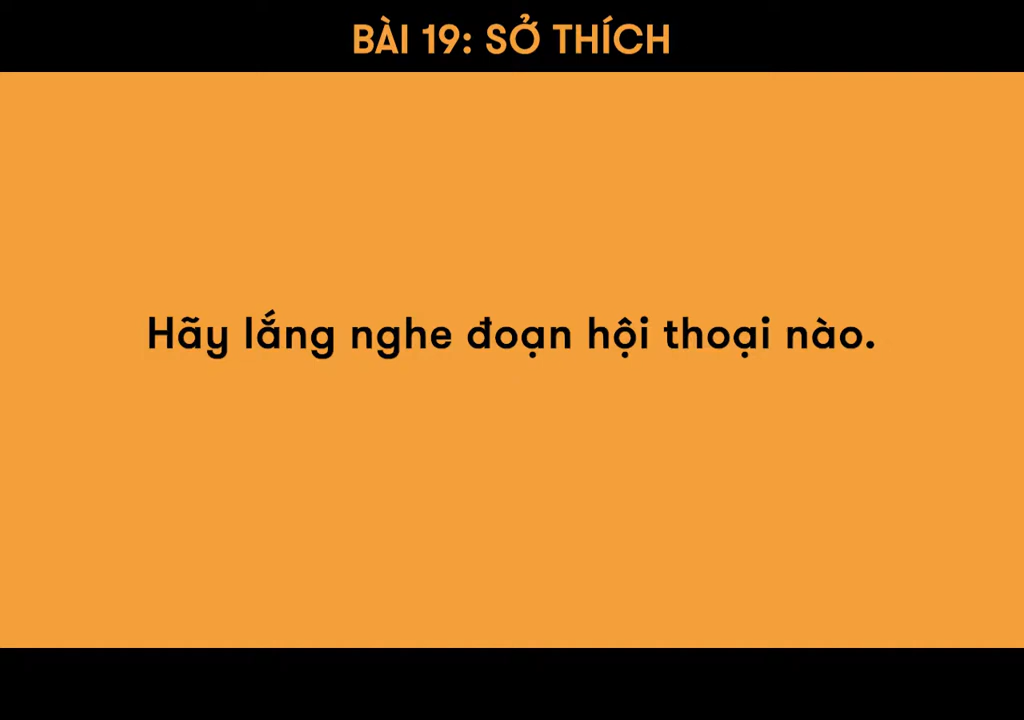 BÀI 19: SỞ THÍCH
Hãy lắng nghe đoạn hội thoại nào.